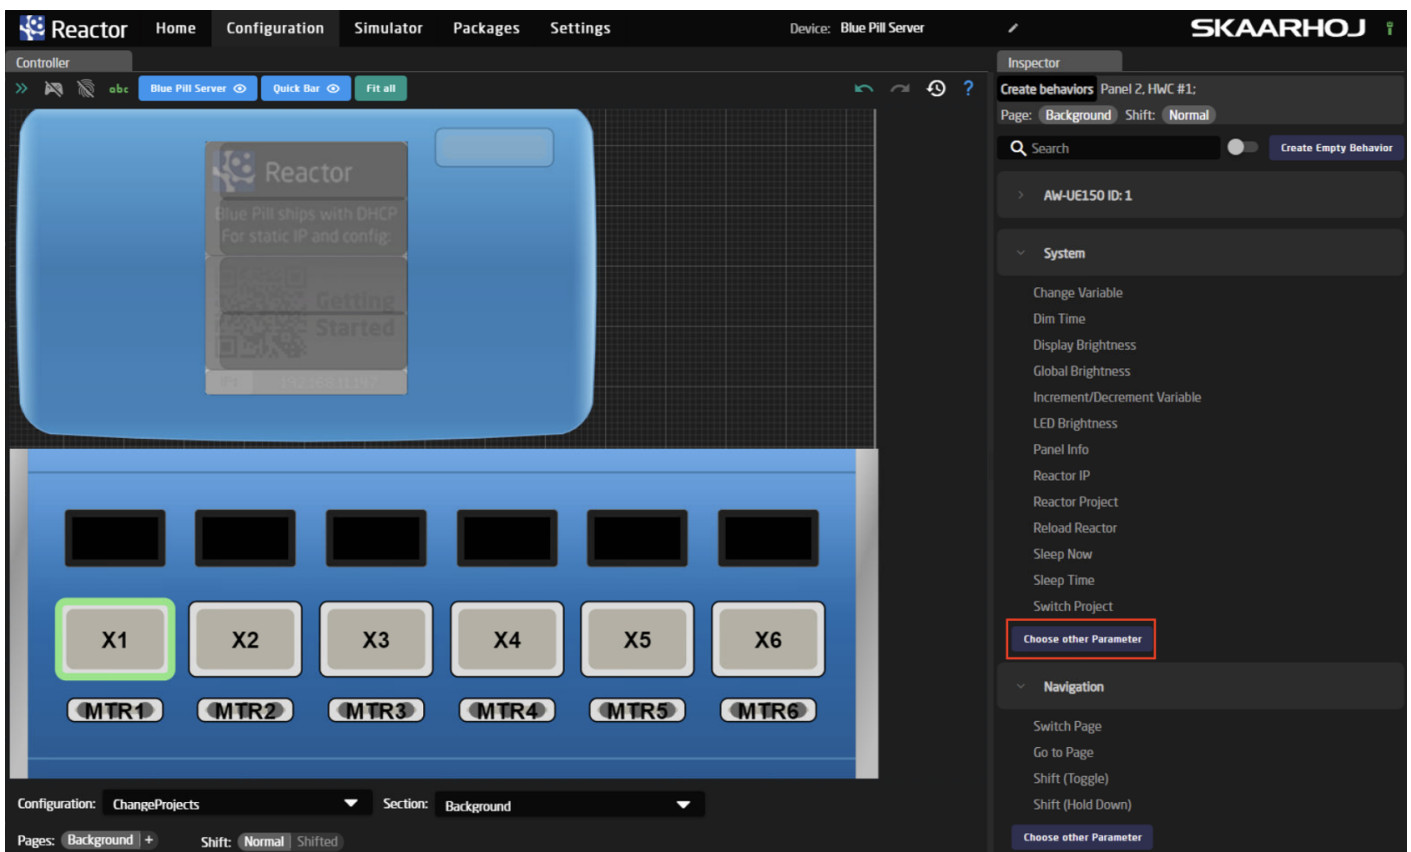 Reactor Home Configuration Simulator Packages Settings Device: Blue Pill Server SKAARHOJ
Controller
abc Blue Pill Server Quick Bar Fit all ?
Reactor
Blue Pill ships with DHCP
For static IP and config:
Getting
Started
X1 X2 X3 X4 X5 X6
MTR1 MTR2 MTR3 MTR4 MTR5 MTR6
Configuration: ChangeProjects Section: Background
Pages: Background + Shift: Normal Shifted
Inspector
Create behaviors Panel 2, HWC #1;
Page: Background Shift: Normal
Search Create Empty Behavior
AW-UE150 ID: 1
System
Change Variable
Dim Time
Display Brightness
Global Brightness
Increment/Decrement Variable
LED Brightness
Panel Info
Reactor IP
Reactor Project
Reload Reactor
Sleep Now
Sleep Time
Switch Project
Choose other Parameter
Navigation
Switch Page
Go to Page
Shift (Toggle)
Shift (Hold Down)
Choose other Parameter